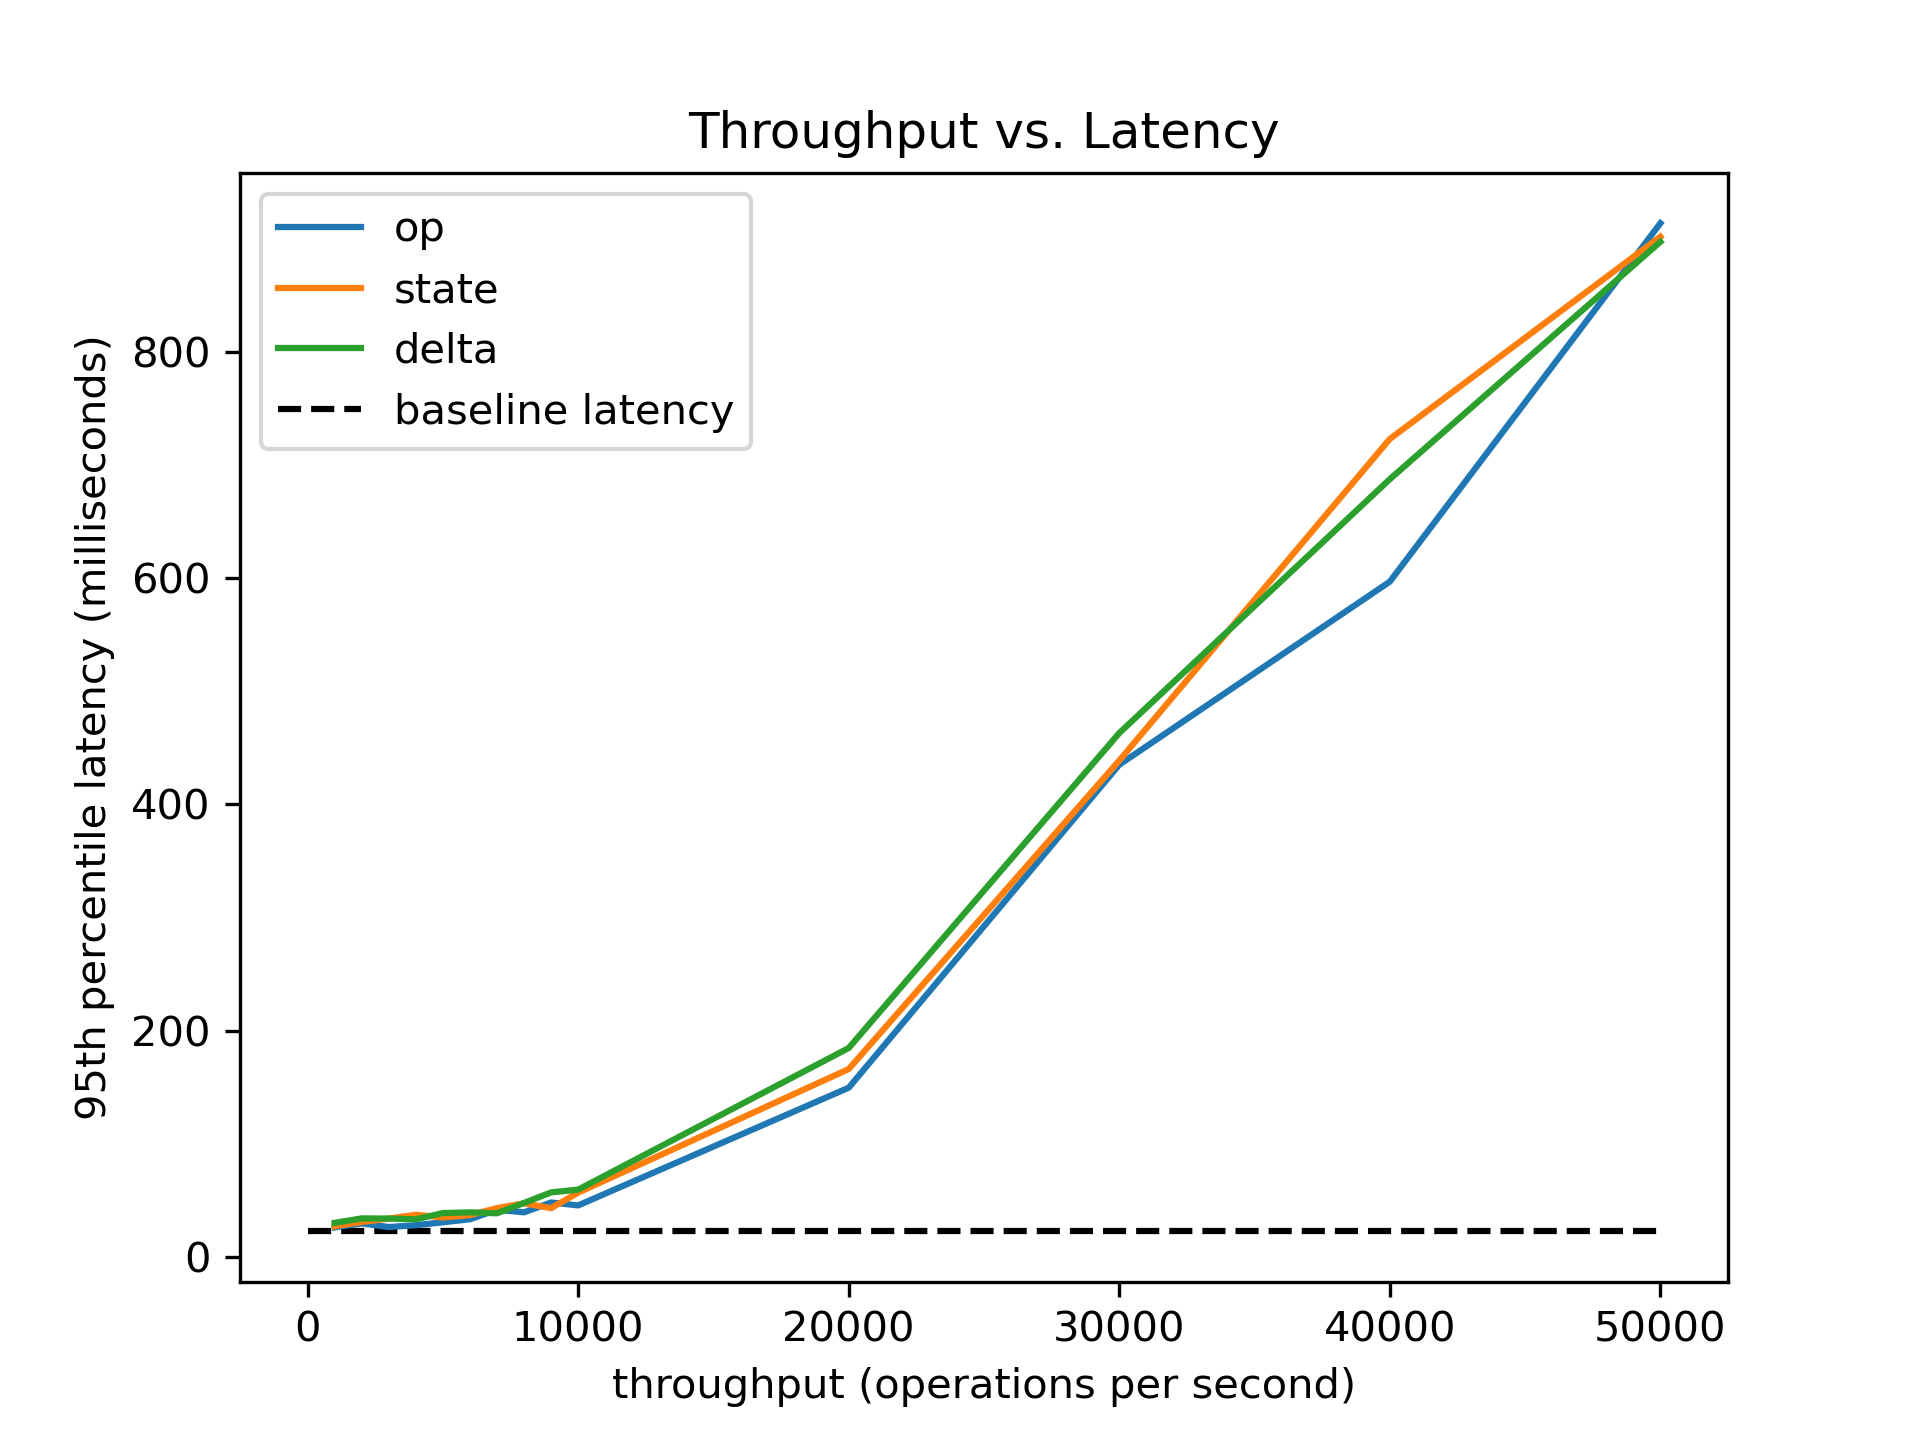 Throughput vs. Latency
op
state
delta
baseline latency
95th percentile latency (milliseconds)
800
600
400
200
0
0 10000 20000 30000 40000 50000
throughput (operations per second)